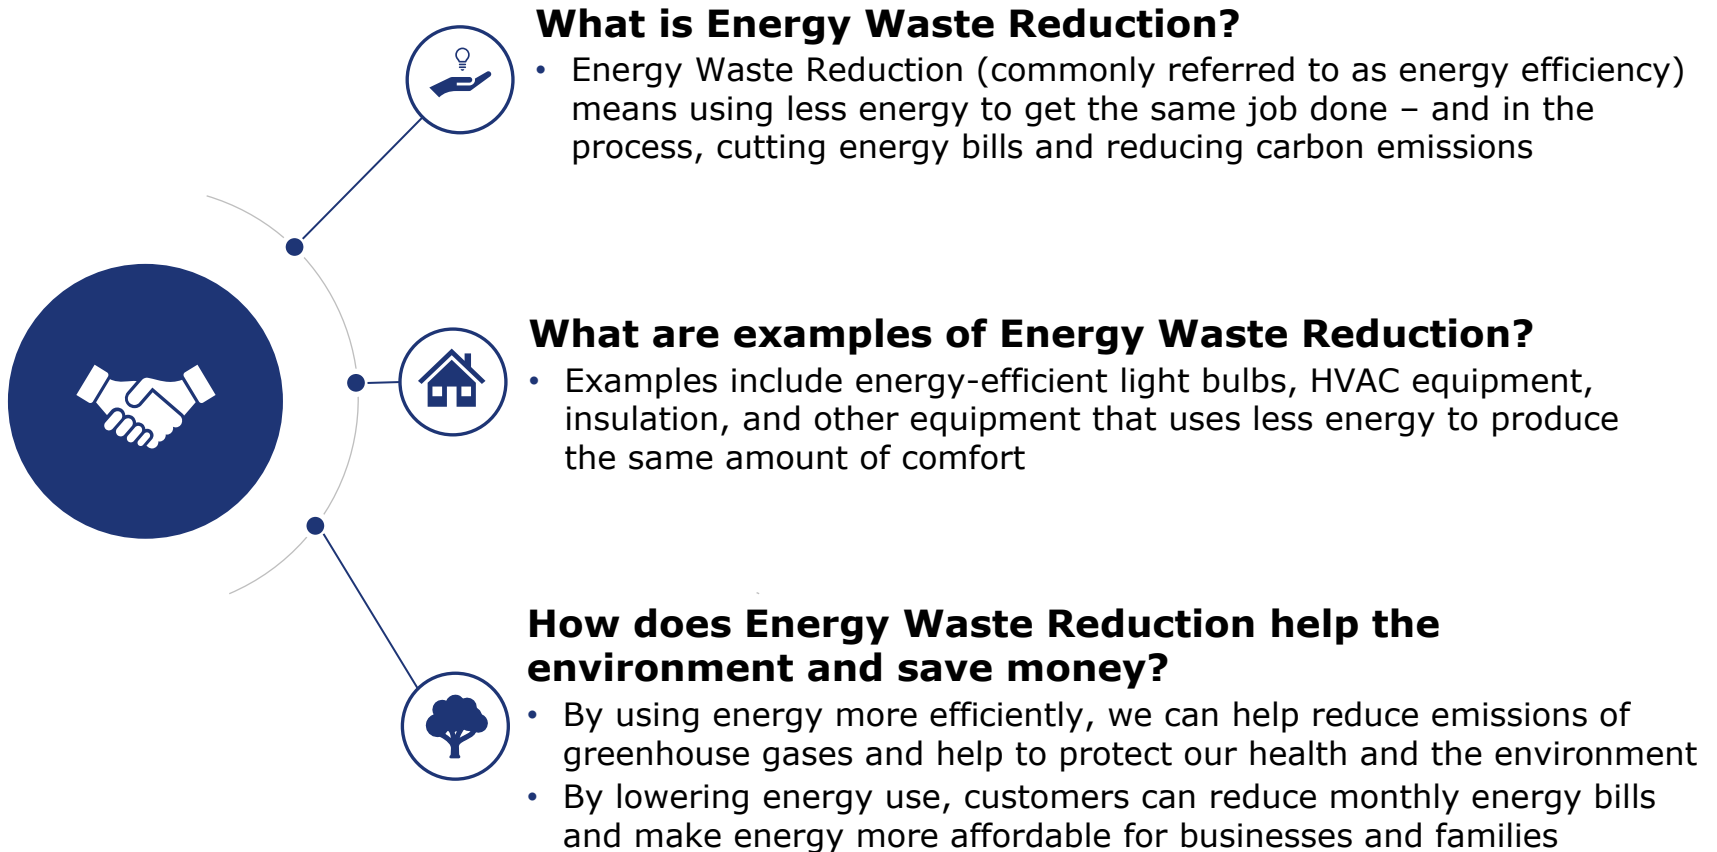 What is Energy Waste Reduction?
• Energy Waste Reduction (commonly referred to as energy efficiency)
means using less energy to get the same job done – and in the
process, cutting energy bills and reducing carbon emissions
What are examples of Energy Waste Reduction?
• Examples include energy-efficient light bulbs, HVAC equipment,
insulation, and other equipment that uses less energy to produce
the same amount of comfort
How does Energy Waste Reduction help the
environment and save money?
• By using energy more efficiently, we can help reduce emissions of
greenhouse gases and help to protect our health and the environment
• By lowering energy use, customers can reduce monthly energy bills
and make energy more affordable for businesses and families